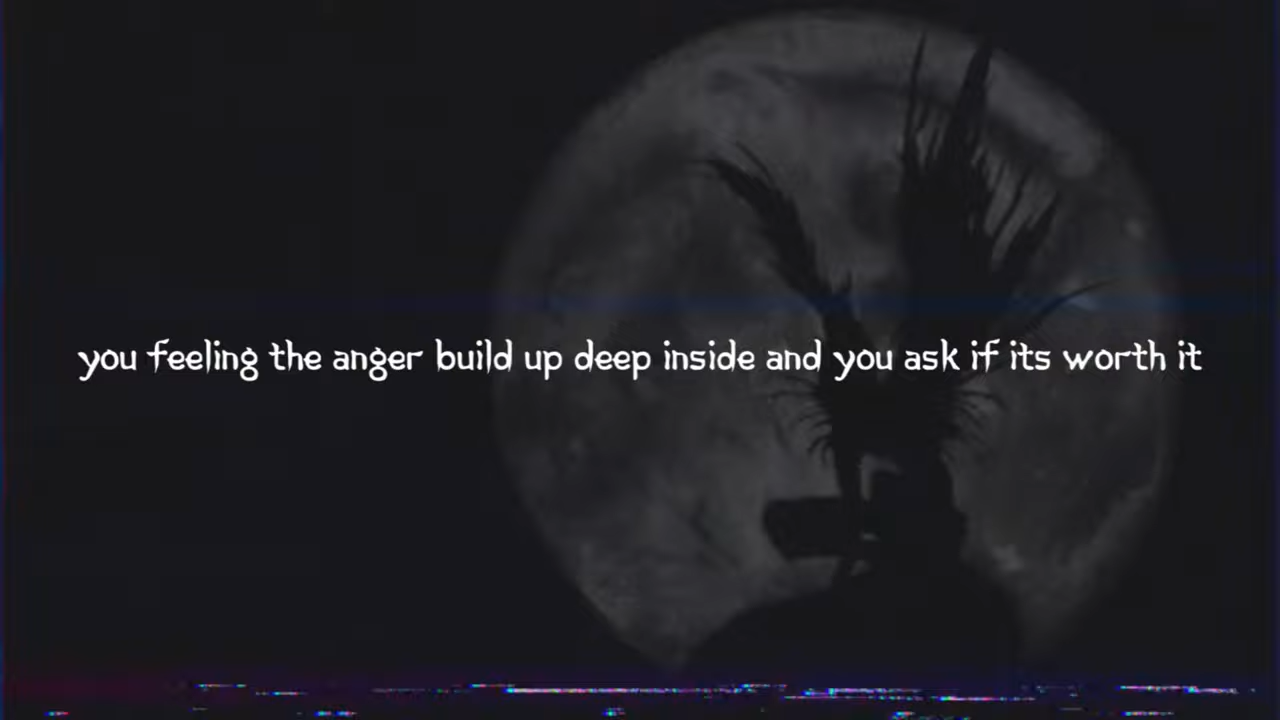 you feeling the anger build up deep inside and you ask if its worth it